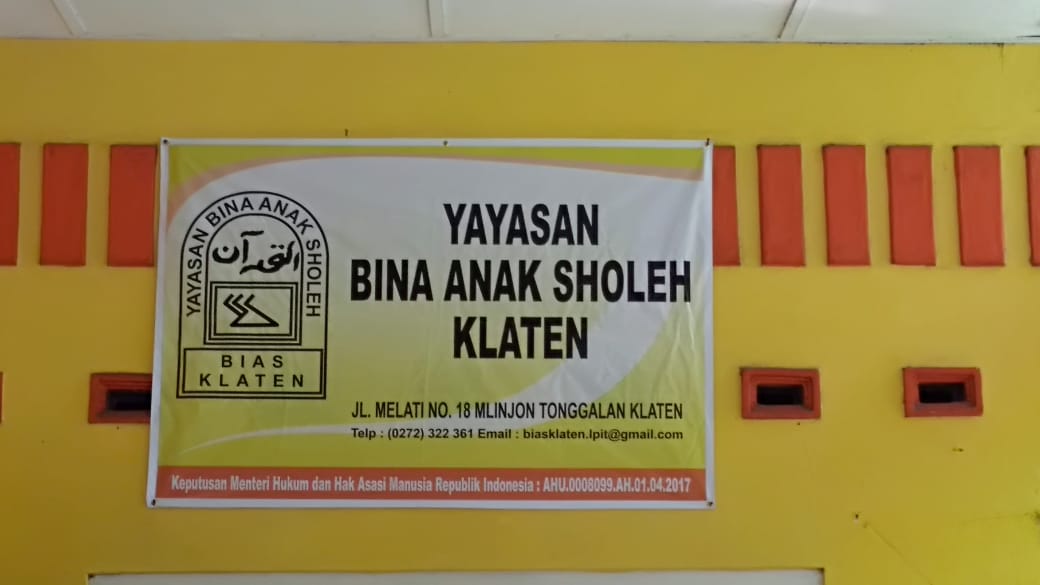 YAYASAN BINA ANAK SHOLEH
القرآن
BIAS
KLATEN
YAYASAN
BINA ANAK SHOLEH
KLATEN
JL. MELATI NO. 18 MLINJON TONGGALAN KLATEN
Telp : (0272) 322 361 Email : biasklaten.lpit@gmail.com
Keputusan Menteri Hukum dan Hak Asasi Manusia Republik Indonesia : AHU.0008099.AH.01.04.2017